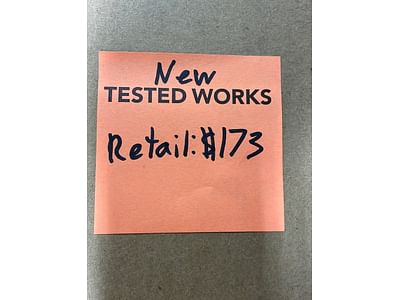 New
TESTED WORKS
Retail: $173